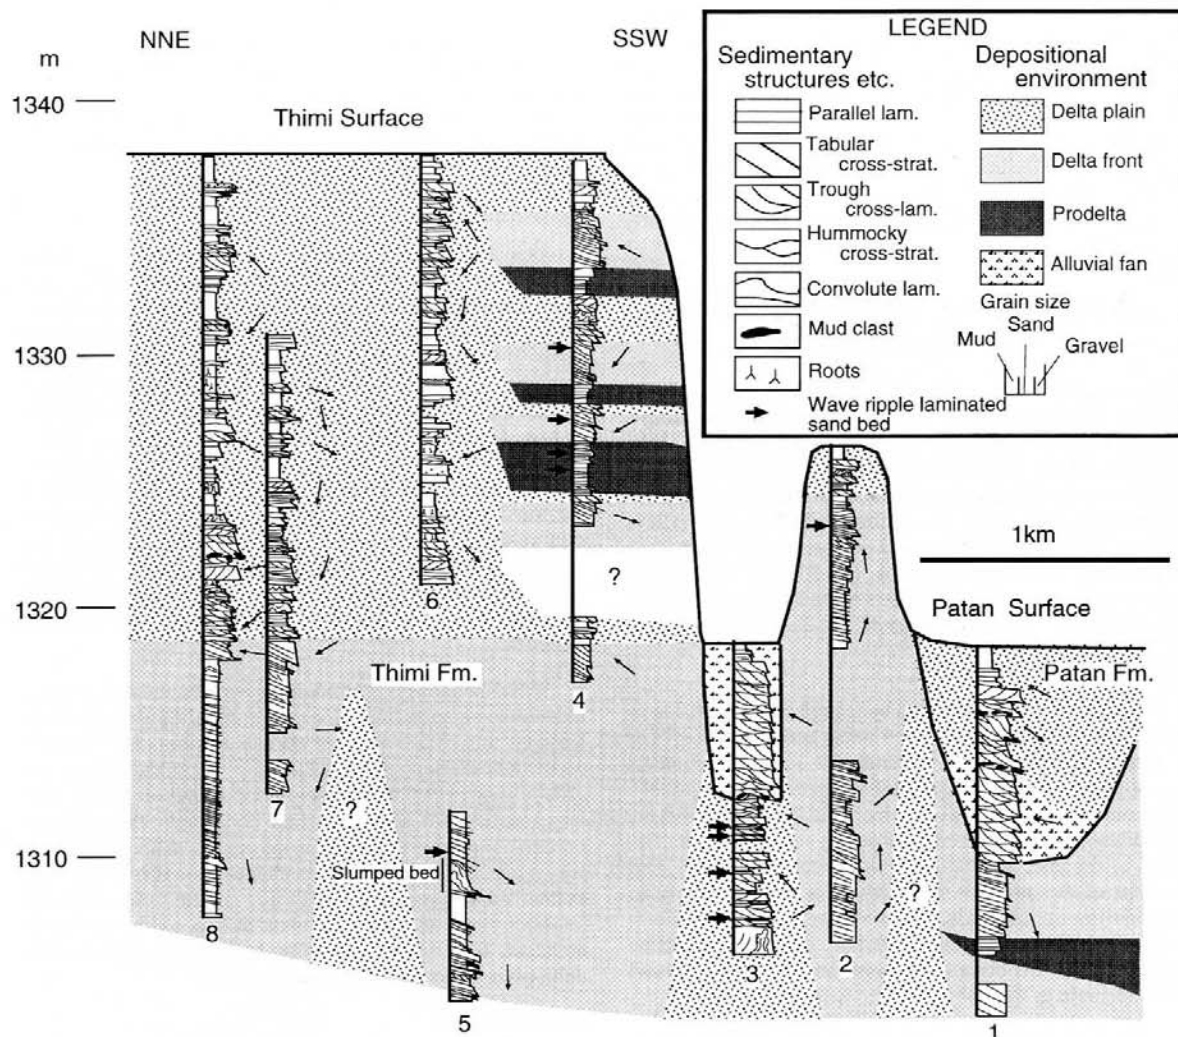 NNE
SSW
m
1340
Thimi Surface
1330
1320
1310
LEGEND
Sedimentary
structures etc.
Parallel lam.
Tabular
cross-strat.
Trough
cross-lam.
Hummocky
cross-strat.
Convolute lam.
Mud clast
Roots
Wave ripple laminated
sand bed
Depositional
environment
Delta plain
Delta front
Prodelta
Alluvial fan
Grain size
Sand
Mud
Gravel
1km
Patan Surface
Patan Fm.
Thimi Fm.
?
?
?
Slumped bed
8
7
6
5
4
3
2
1